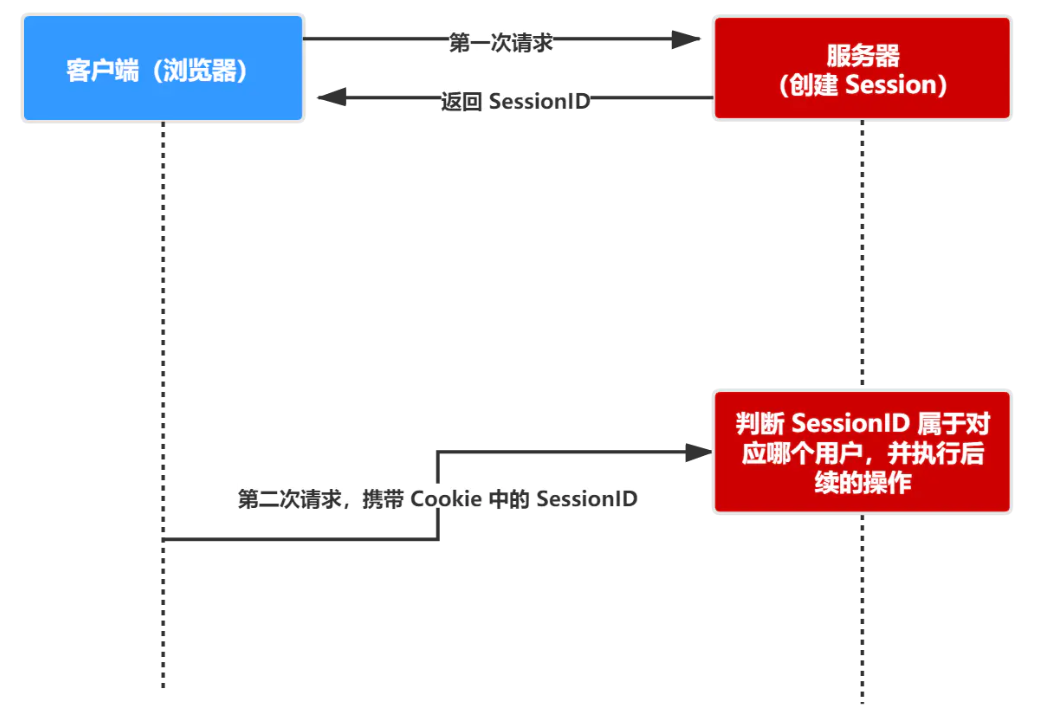 客户端（浏览器）
第一次请求
服务器
（创建 Session）
返回 SessionID
判断 SessionID 属于对
应哪个用户，并执行后
续的操作
第二次请求，携带 Cookie 中的 SessionID